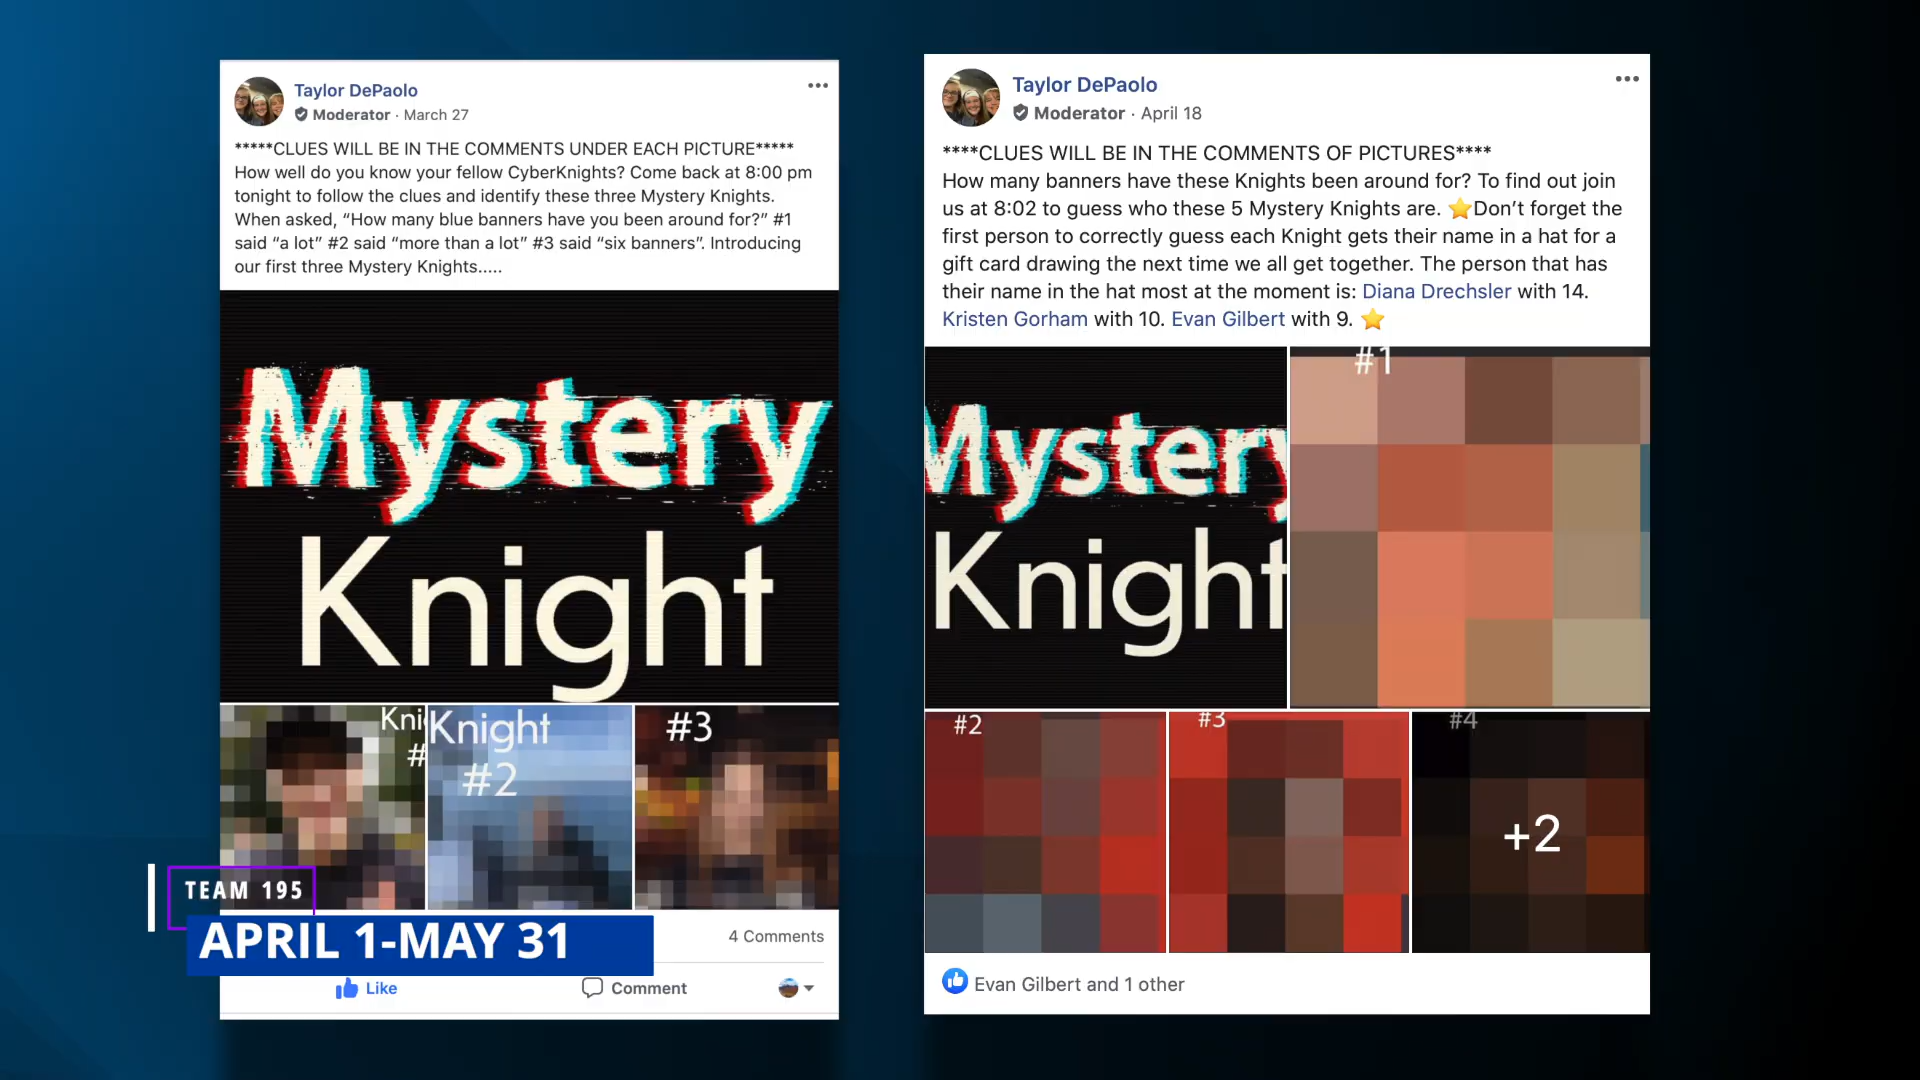 Taylor DePaolo
Moderator · March 27
*****CLUES WILL BE IN THE COMMENTS UNDER EACH PICTURE*****
How well do you know your fellow CyberKnights? Come back at 8:00 pm
tonight to follow the clues and identify these three Mystery Knights.
When asked, “How many blue banners have you been around for?” #1
said “a lot” #2 said “more than a lot” #3 said “six banners”. Introducing
our first three Mystery Knights.....
Mystery
Knight
Kni
#
Knight
#2
#3
TEAM 195
APRIL 1-MAY 31
4 Comments
Like
Comment
Taylor DePaolo
Moderator · April 18
****CLUES WILL BE IN THE COMMENTS OF PICTURES****
How many banners have these Knights been around for? To find out join
us at 8:02 to guess who these 5 Mystery Knights are. ⭐Don’t forget the
first person to correctly guess each Knight gets their name in a hat for a
gift card drawing the next time we all get together. The person that has
their name in the hat most at the moment is: Diana Drechsler with 14.
Kristen Gorham with 10. Evan Gilbert with 9. ⭐
Mystery
Knight
#1
#2
#3
#4
+2
Evan Gilbert and 1 other